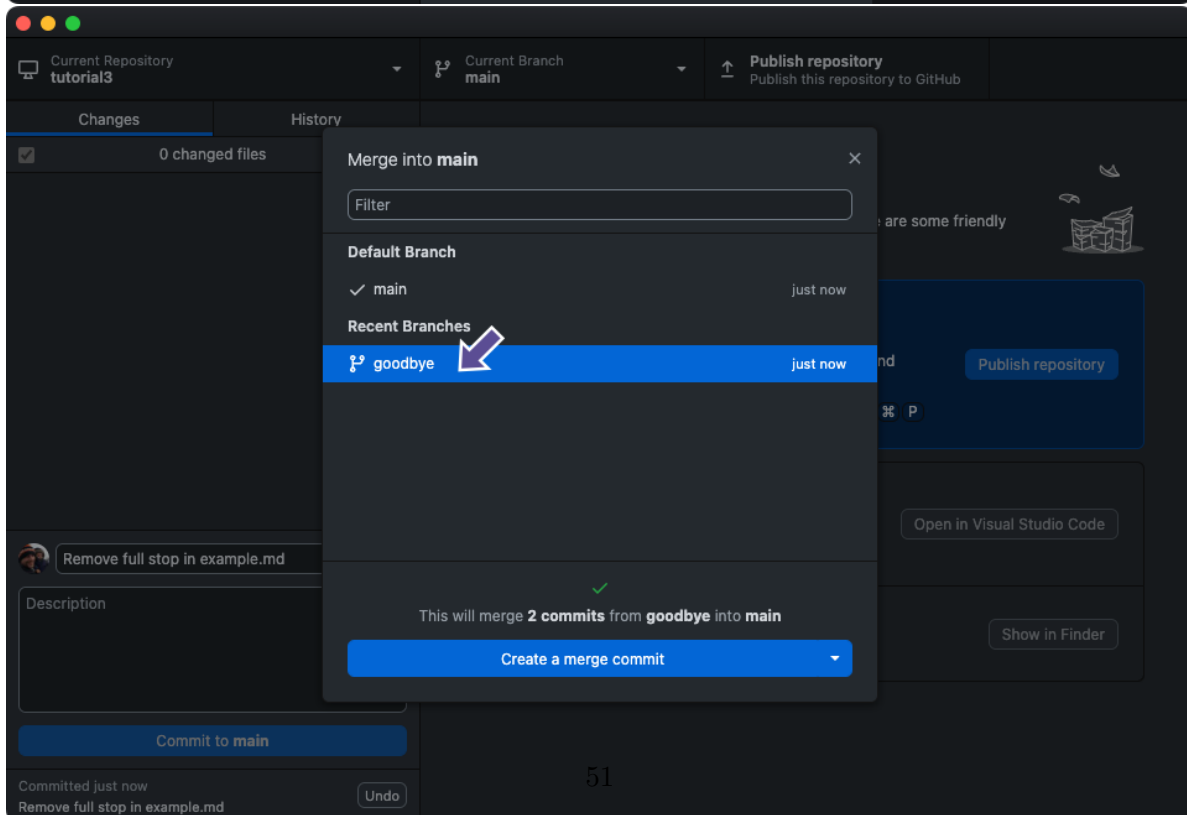 Current Repository
tutorial3
Current Branch
main
Publish repository
Publish this repository to GitHub
Changes
History
0 changed files
Merge into main
Filter
Default Branch
main
just now
Recent Branches
goodbye
just now
This will merge 2 commits from goodbye into main
Create a merge commit
are some friendly
nd
Publish repository
⌘ P
Open in Visual Studio Code
Show in Finder
Remove full stop in example.md
Description
Commit to main
Committed just now
Remove full stop in example.md
Undo
51